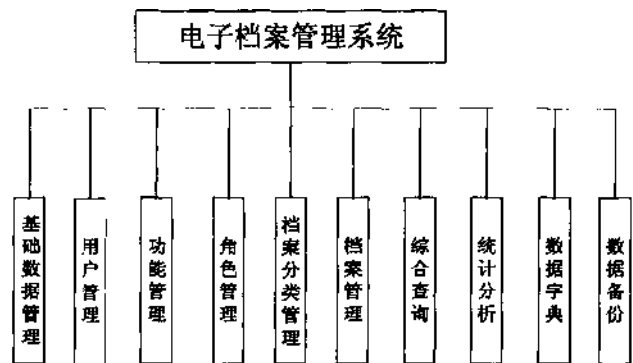 电子档案管理系统
基础数据管理
用户管理
功能管理
角色管理
档案分类管理
档案管理
综合查询
统计分析
数据字典
数据备份